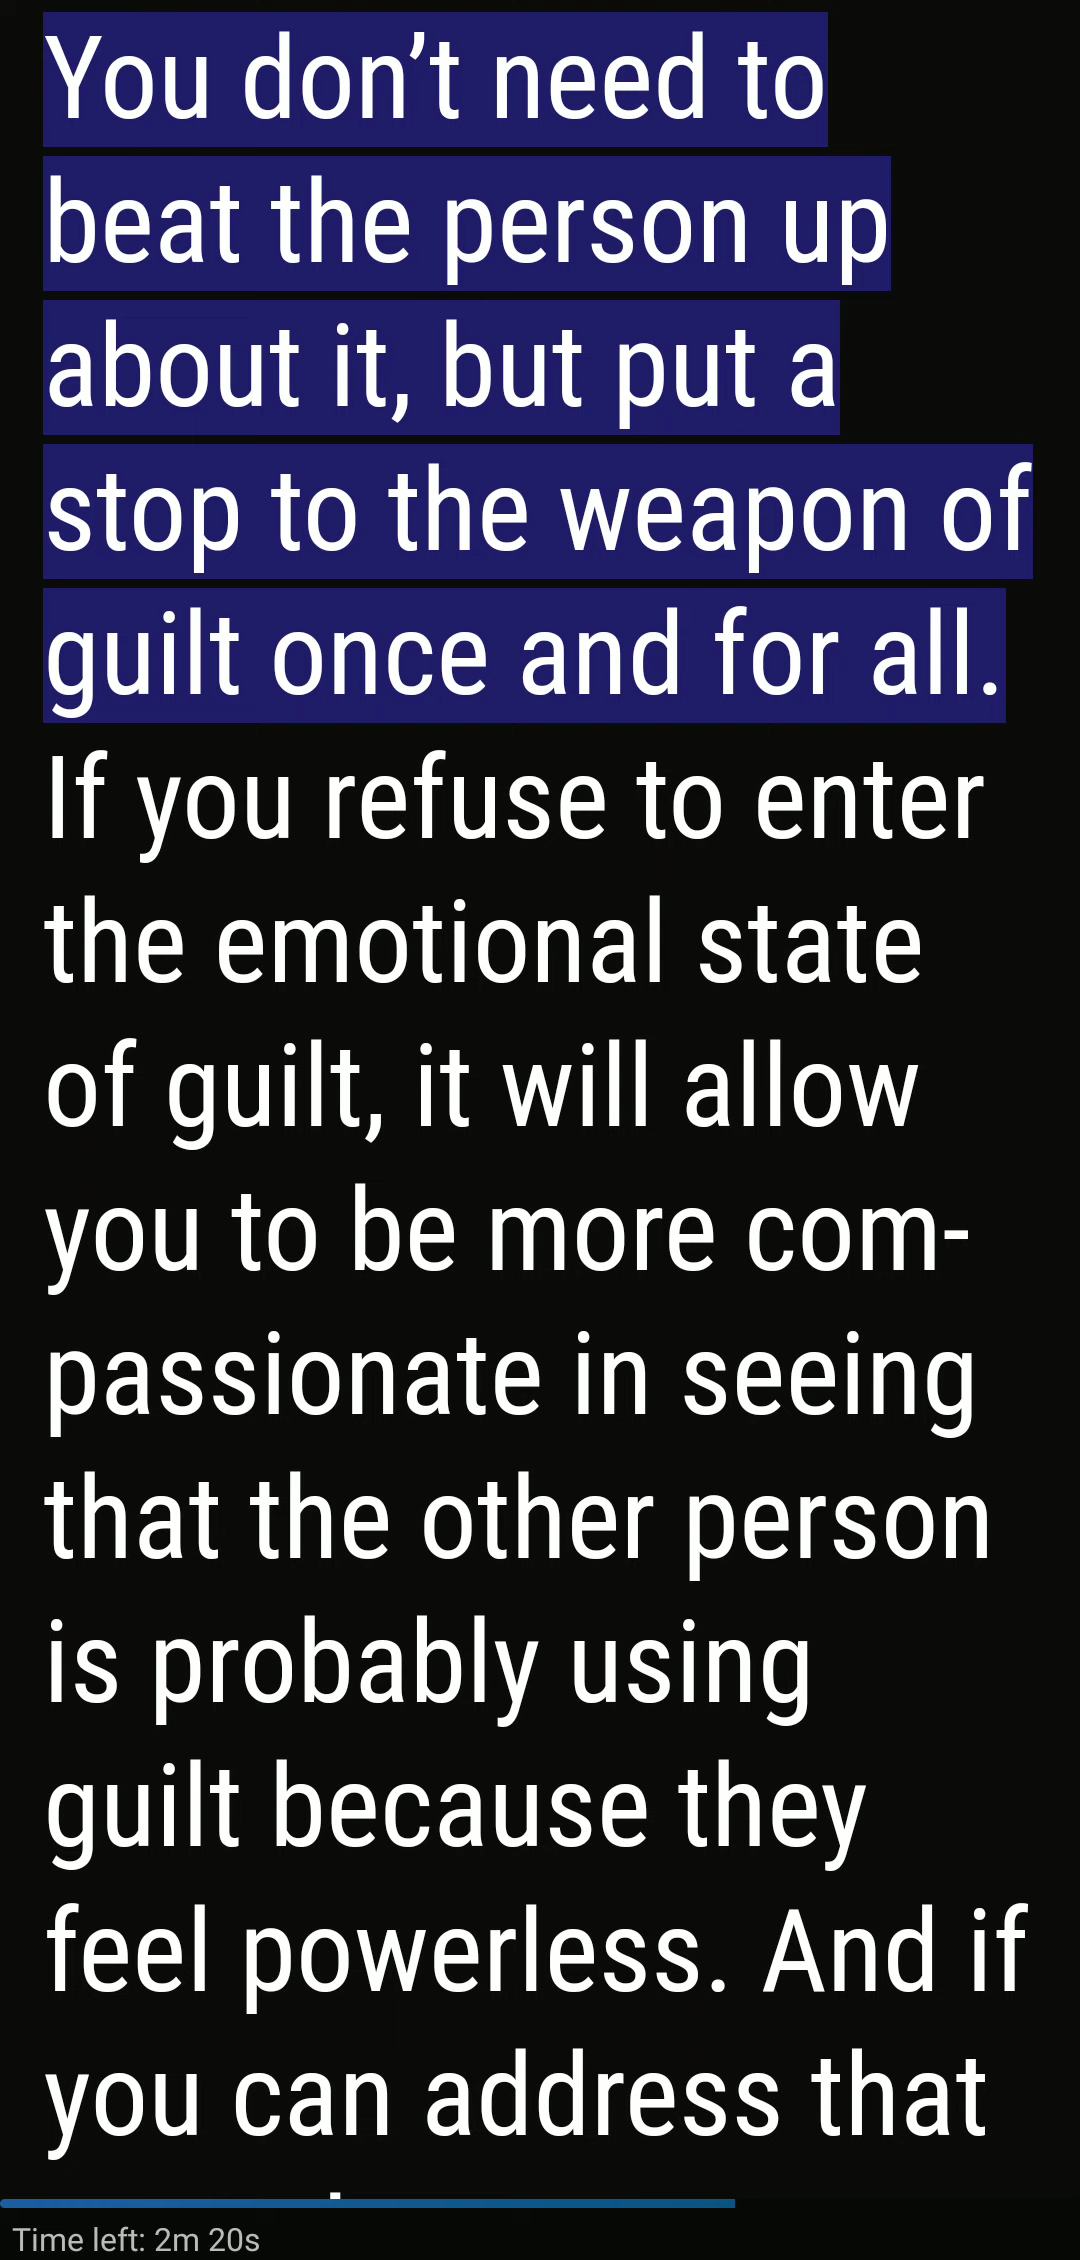 You don’t need to
beat the person up
about it, but put a
stop to the weapon of
guilt once and for all.
If you refuse to enter
the emotional state
of guilt, it will allow
you to be more com-
passionate in seeing
that the other person
is probably using
guilt because they
feel powerless. And if
you can address that
Time left: 2m 20s